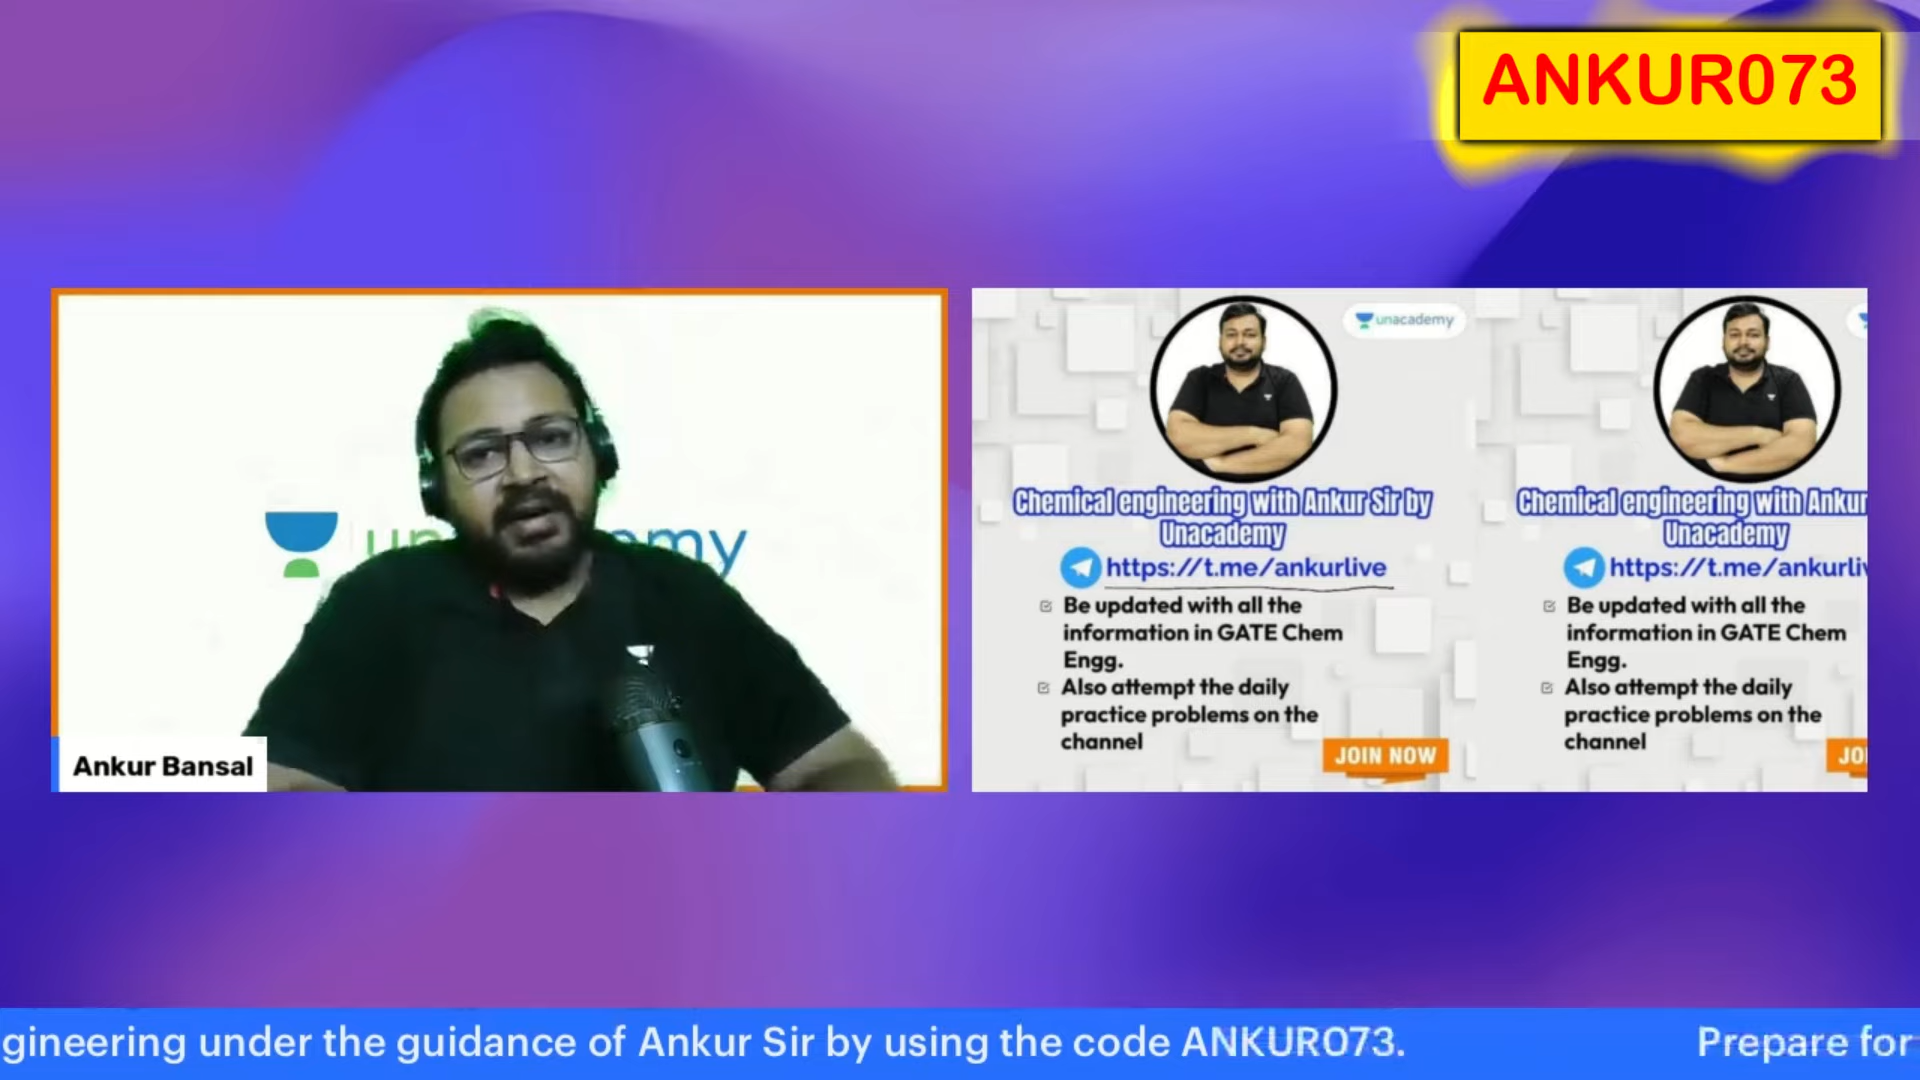 ANKUR073
unacademy
Ankur Bansal
unacademy
Chemical engineering with Ankur Sir by
Unacademy
https://t.me/ankurlive
Be updated with all the
information in GATE Chem
Engg.
Also attempt the daily
practice problems on the
channel
JOIN NOW
Chemical engineering with Ankur
Unacademy
https://t.me/ankurliv
Be updated with all the
information in GATE Chem
Engg.
Also attempt the daily
practice problems on the
channel
JOI
gineering under the guidance of Ankur Sir by using the code ANKUR073. Prepare for